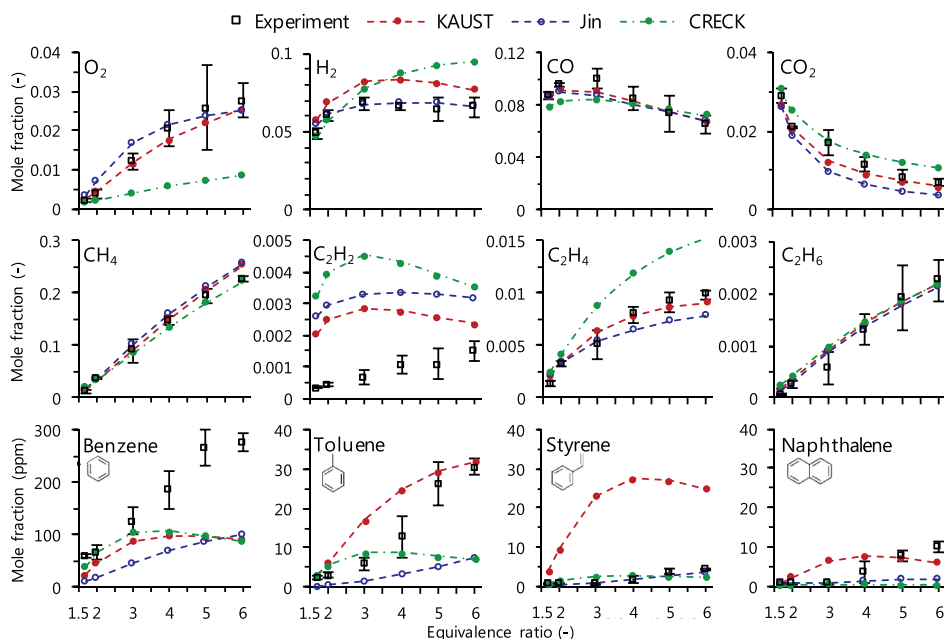 Experiment KAUST Jin CRECK
Mole fraction (-)
0.04
0.03
0.02
0.01
0
O2
0.1
0.05
0
H2
0.12
0.08
0.04
0
CO
0.04
0.02
0
CO2
Mole fraction (-)
0.3
0.2
0.1
0
CH4
0.005
0.004
0.003
0.002
0.001
0
C2H2
0.015
0.01
0.005
0
C2H4
0.003
0.002
0.001
0
C2H6
Mole fraction (ppm)
300
200
100
0
Benzene
1.5 2 3 4 5 6
40
30
20
10
0
Toluene
1.5 2 3 4 5 6
40
30
20
10
0
Styrene
1.5 2 3 4 5 6
40
30
20
10
0
Naphthalene
1.5 2 3 4 5 6
Equivalence ratio (-)